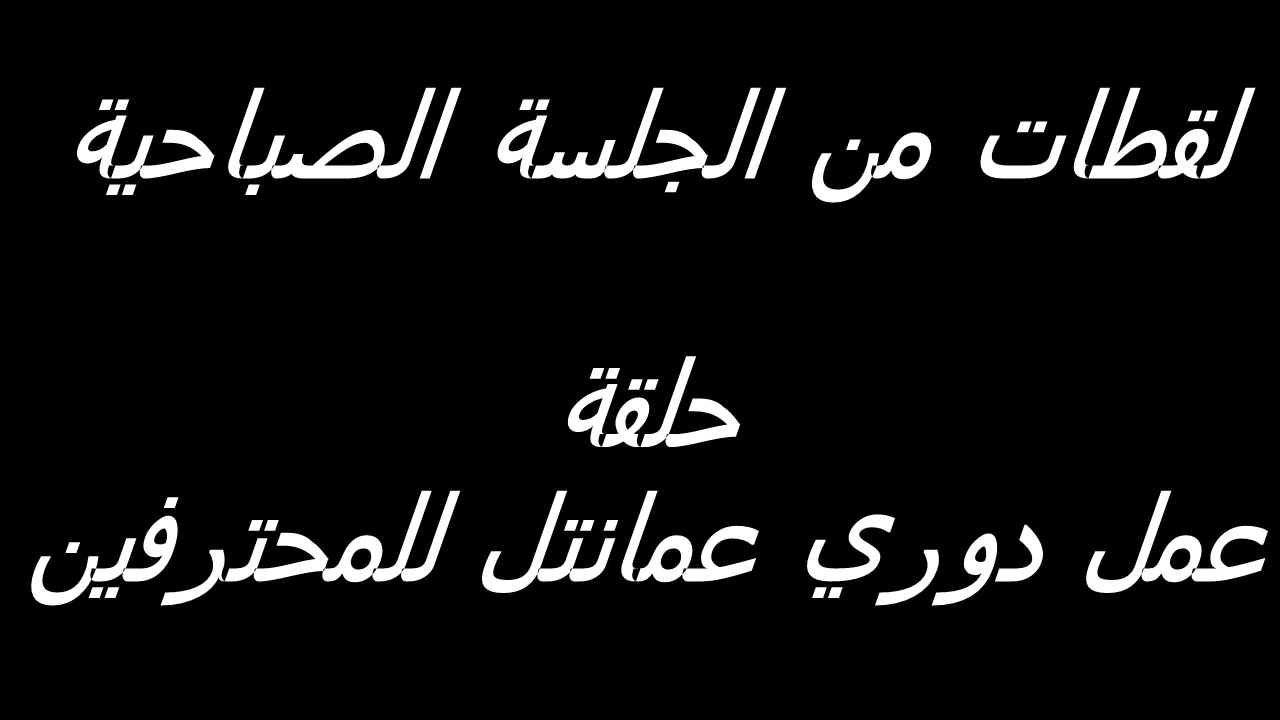 لقطات من الجلسة الصباحية
حلقة
عمل دوري عمانتل للمحترفين